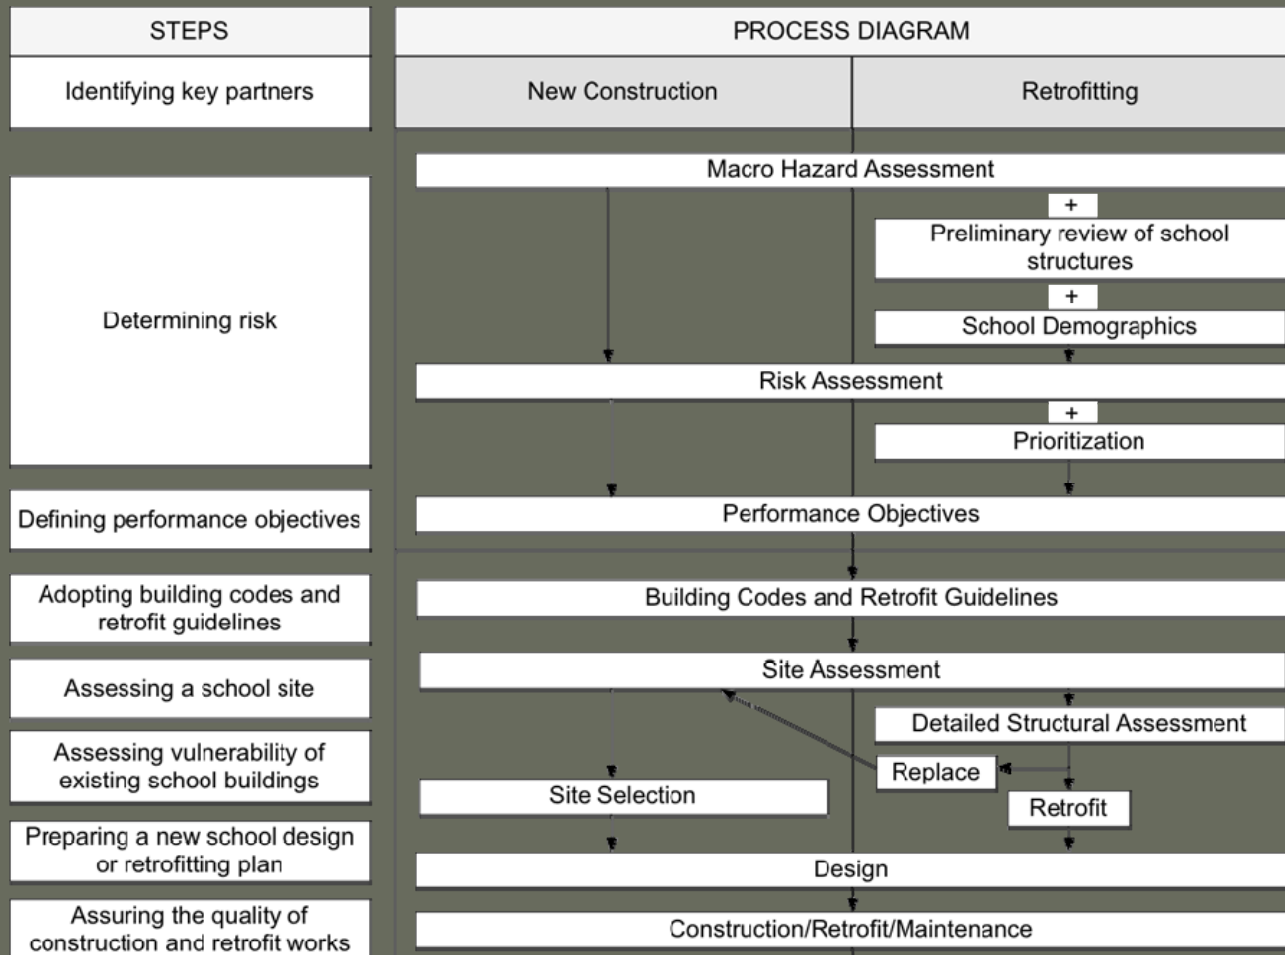 STEPS
Identifying key partners
Determining risk
Defining performance objectives
Adopting building codes and
retrofit guidelines
Assessing a school site
Assessing vulnerability of
existing school buildings
Preparing a new school design
or retrofitting plan
Assuring the quality of
construction and retrofit works
PROCESS DIAGRAM
New Construction
Retrofitting
Macro Hazard Assessment
+
Preliminary review of school
structures
+
School Demographics
Risk Assessment
+
Prioritization
Performance Objectives
Building Codes and Retrofit Guidelines
Site Assessment
Detailed Structural Assessment
Replace
Site Selection
Retrofit
Design
Construction/Retrofit/Maintenance